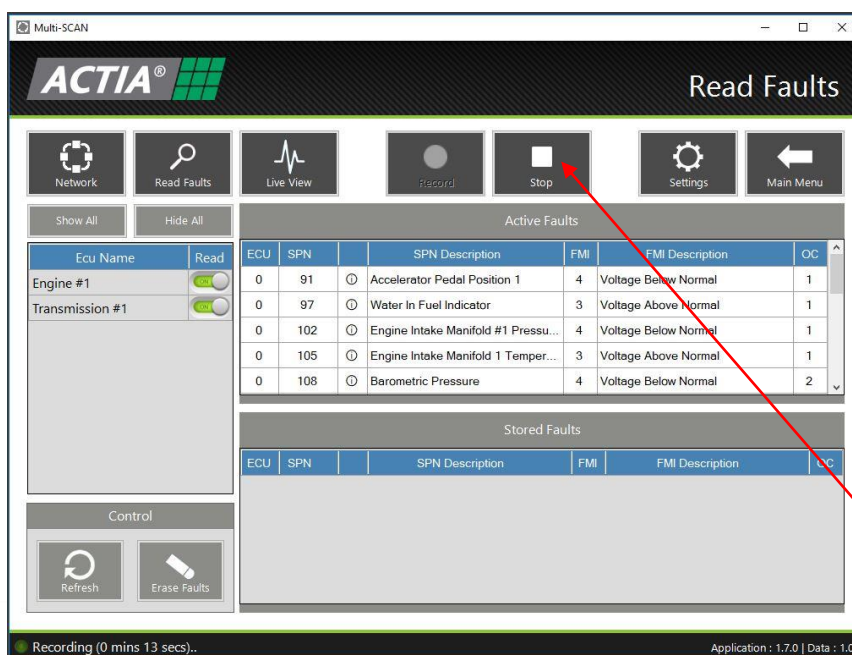 Multi-SCAN
ACTIA®
Read Faults
Network
Read Faults
Live View
Record
Stop
Settings
Main Menu
Show All
Hide All
Active Faults
Ecu Name Read
Engine #1 ON
Transmission #1 ON
ECU SPN SPN Description FMI FMI Description OC
0 91 Accelerator Pedal Position 1 4 Voltage Below Normal 1
0 97 Water In Fuel Indicator 3 Voltage Above Normal 1
0 102 Engine Intake Manifold #1 Pressu... 4 Voltage Below Normal 1
0 105 Engine Intake Manifold 1 Temper... 3 Voltage Above Normal 1
0 108 Barometric Pressure 4 Voltage Below Normal 2
Stored Faults
ECU SPN SPN Description FMI FMI Description OC
Control
Refresh
Erase Faults
Recording (0 mins 13 secs)..
Application : 1.7.0 | Data : 1.0